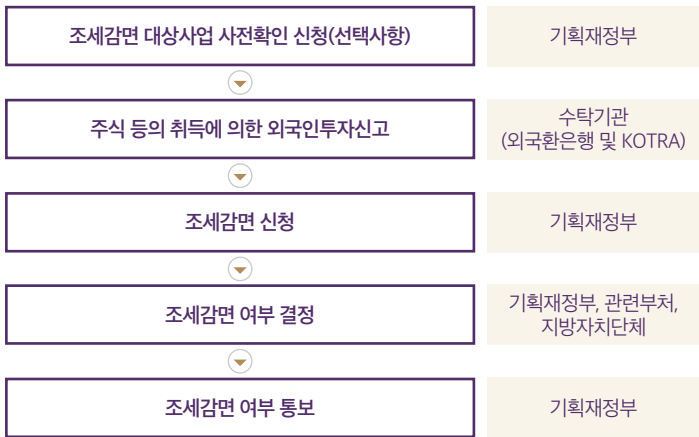 조세감면 대상사업 사전확인 신청(선택사항)
기획재정부
주식 등의 취득에 의한 외국인투자신고
수탁기관
(외국환은행 및 KOTRA)
조세감면 신청
기획재정부
조세감면 여부 결정
기획재정부, 관련부처,
지방자치단체
조세감면 여부 통보
기획재정부